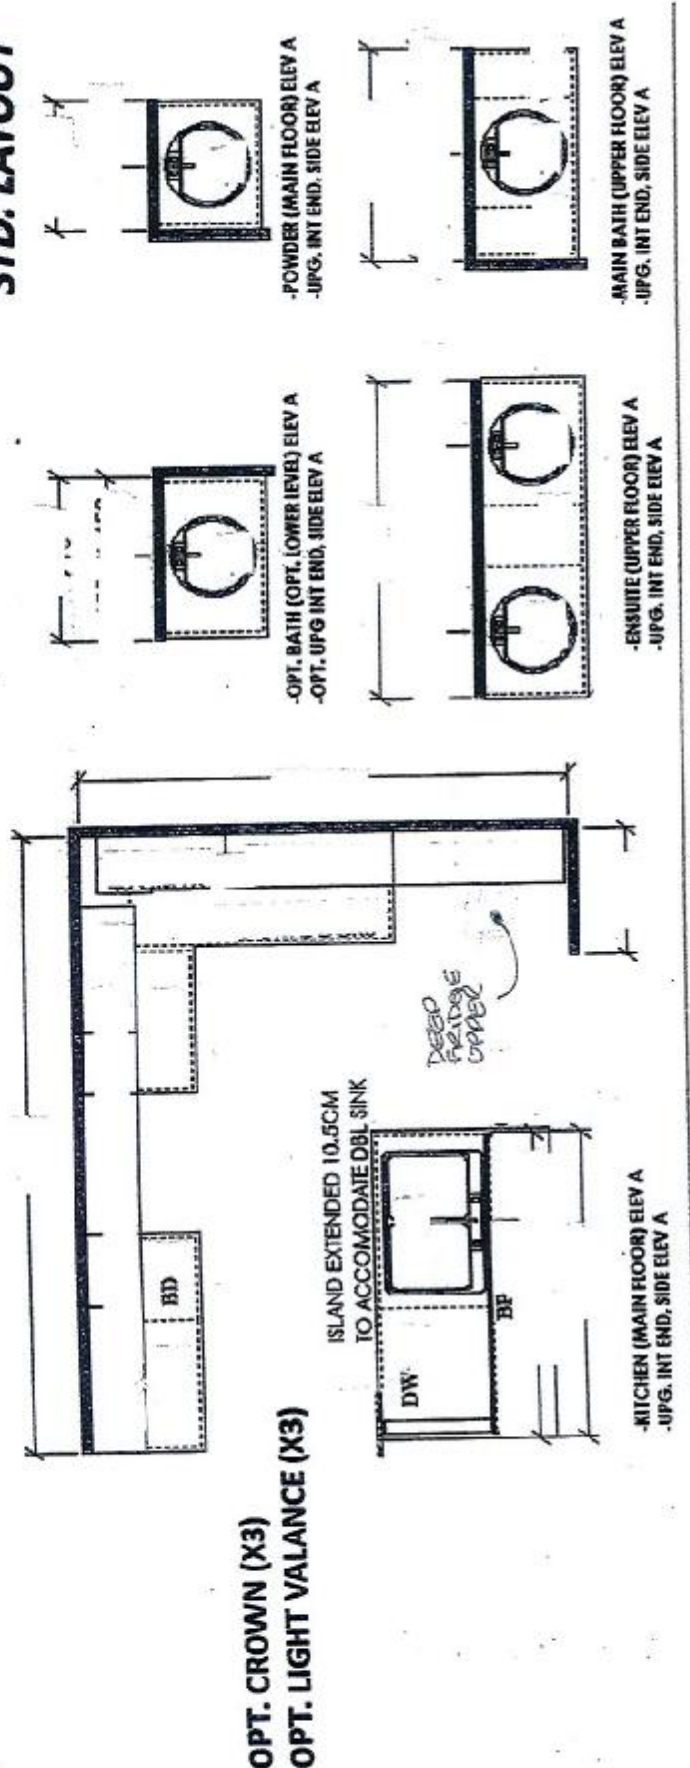 STD. LAYOUT
-POWDER (MAIN FLOOR) ELEV A
-UPG. INT END, SIDE ELEV A
-MAIN BATH (UPPER FLOOR) ELEV A
-UPG. INT END, SIDE ELEV A
-OPT. BATH (OPT. LOWER LEVEL) ELEV A
-OPT. UPG INT END, SIDE ELEV A
-ENSUITE (UPPER FLOOR) ELEV A
-UPG. INT END, SIDE ELEV A
DEEP
FRIDGE
UPPER
BD
ISLAND EXTENDED 10.5CM
TO ACCOMODATE DBL SINK
DW
BP
-KITCHEN (MAIN FLOOR) ELEV A
-UPG. INT END, SIDE ELEV A
OPT. CROWN (X3)
OPT. LIGHT VALANCE (X3)